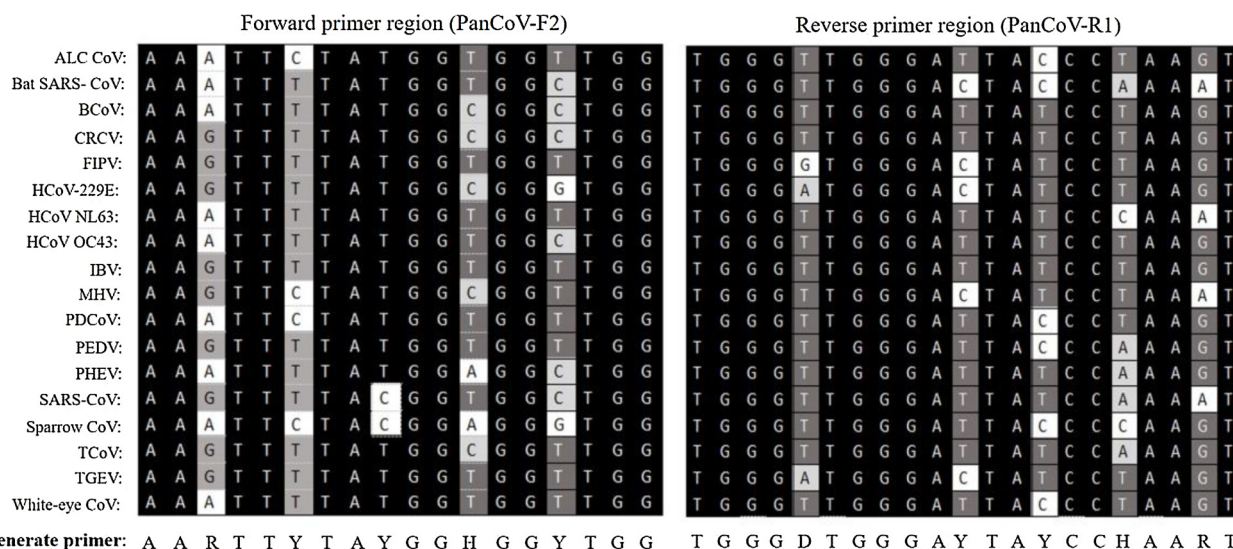 Forward primer region (PanCoV-F2) Reverse primer region (PanCoV-R1)
ALC CoV: A A A T T C T A T G G T G G T T G G T G G G T T G G G A T T A C C C T A A G T
Bat SARS- CoV: A A A T T T T A T G G T G G C T G G T G G G T T G G G A C T A C C C A A A A T
BCoV: A A A T T T T A T G G C G G C T G G T G G G T T G G G A T T A T C C T A A G T
CRCV: A A G T T T T A T G G C G G C T G G T G G G T T G G G A T T A T C C T A A G T
FIPV: A A G T T T T A T G G T G G T T G G T G G G G T G G G A C T A T C C T A A G T
HCoV-229E: A A G T T T T A T G G C G G G T G G T G G G A T G G G A C T A T C C T A A G T
HCoV NL63: A A A T T T T A T G G T G G T T G G T G G G T T G G G A T T A T C C C A A A T
HCoV OC43: A A A T T T T A T G G T G G C T G G T G G G T T G G G A T T A T C C T A A G T
IBV: A A G T T T T A T G G T G G T T G G T G G G T T G G G A T T A T C C T A A G T
MHV: A A G T T C T A T G G C G G T T G G T G G G T T G G G A C T A T C C T A A A T
PDCoV: A A A T T C T A T G G T G G T T G G T G G G T T G G G A T T A C C C T A A G T
PEDV: A A G T T T T A T G G T G G T T G G T G G G T T G G G A T T A C C C A A A G T
PHEV: A A A T T T T A T G G A G G C T G G T G G G T T G G G A T T A T C C A A A G T
SARS-CoV: A A G T T T T A C G G T G G C T G G T G G G T T G G G A T T A T C C A A A A T
Sparrow CoV: A A A T T C T A C G G A G G G T G G T G G G T T G G G A T T A C C C C A A G T
TCoV: A A G T T T T A T G G C G G T T G G T G G G T T G G G A T T A T C C A A A G T
TGEV: A A G T T T T A T G G T G G T T G G T G G G A T G G G A C T A T C C T A A G T
White-eye CoV: A A A T T T T A T G G T G G T T G G T G G G T T G G G A T T A C C C T A A G T
enerate primer: A A R T T Y T A Y G G H G G Y T G G T G G G D T G G G A Y T A Y C C H A A R T